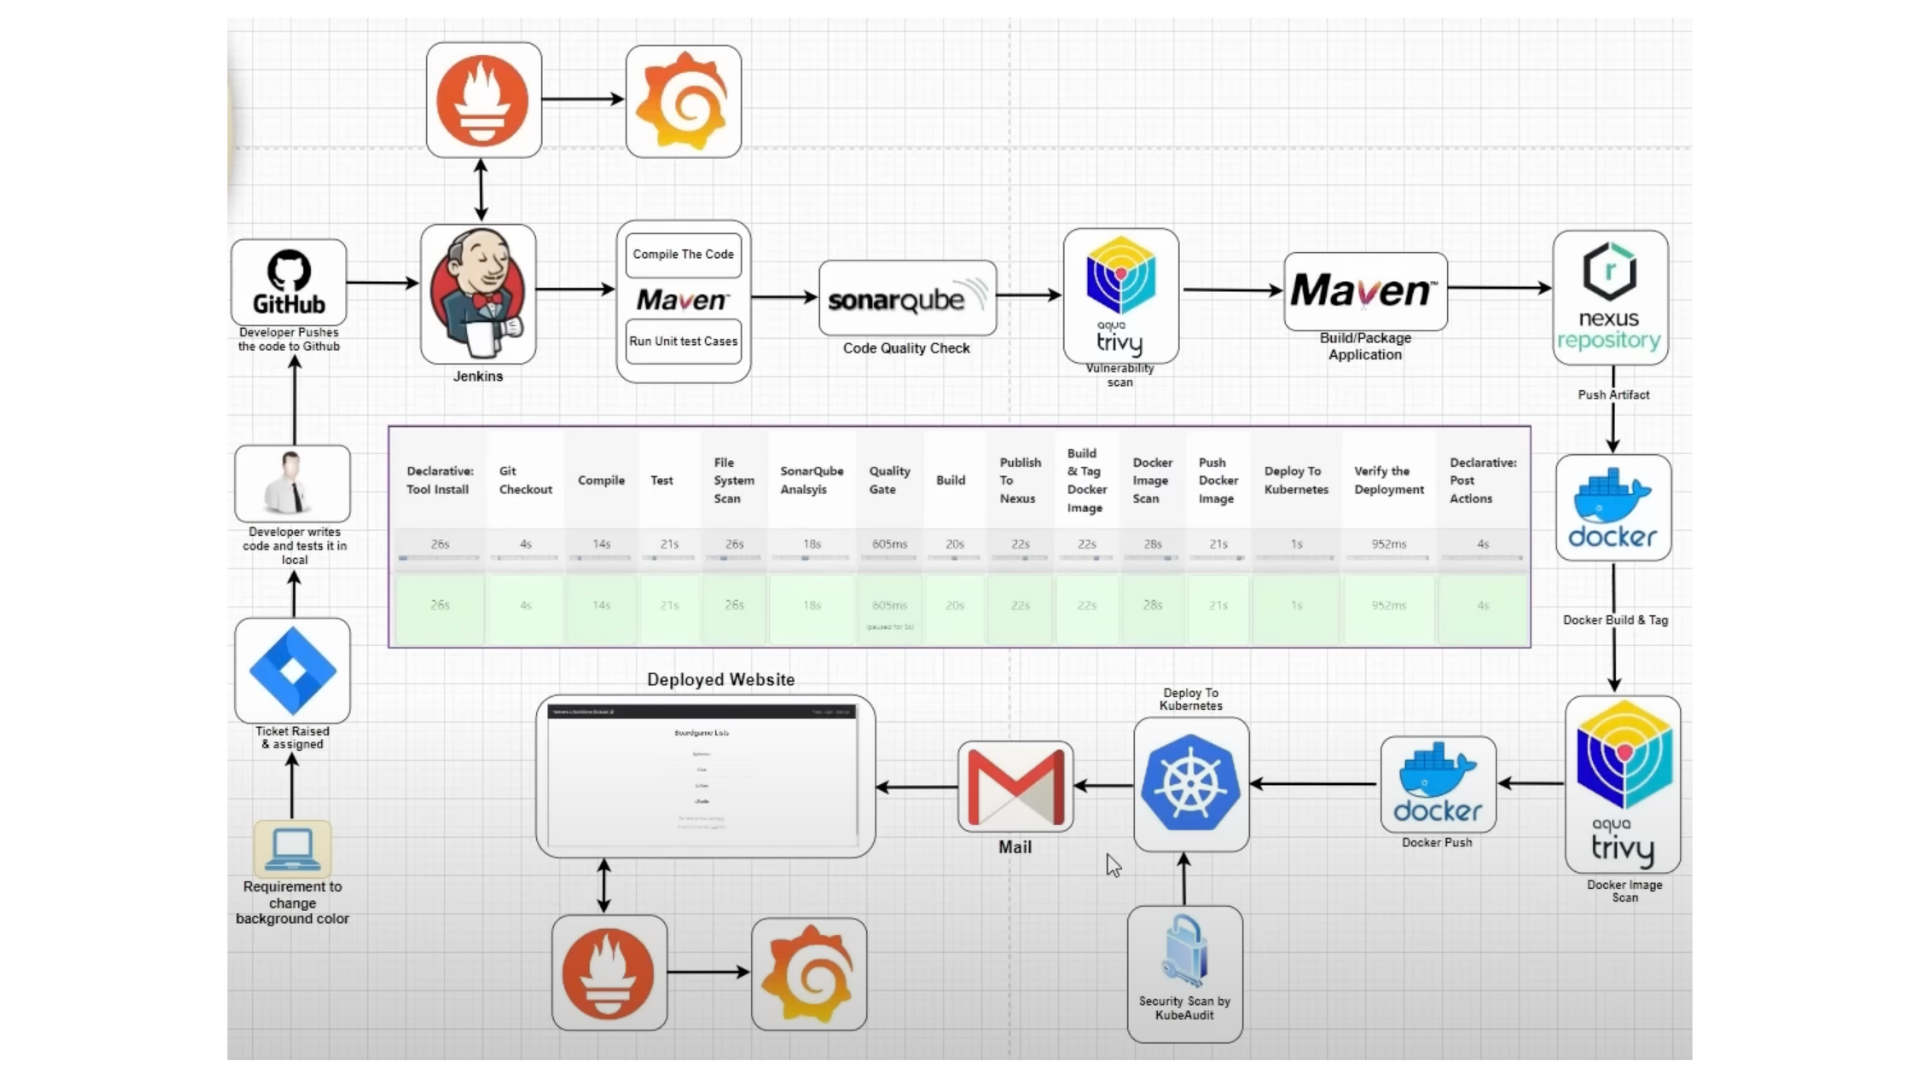 GitHub
Developer Pushes
the code to Github
Jenkins
Compile The Code
Maven™
Run Unit test Cases
sonarqube
Code Quality Check
aqua
trivy
Vulnerability
scan
Maven™
Build/Package
Application
nexus
repository
Push Artifact
docker
Docker Build & Tag
Developer writes
code and tests it in
local
Ticket Raised
& assigned
Requirement to
change
background color
Declarative:
Tool Install
Git
Checkout
Compile
Test
File
System
Scan
SonarQube
Analsyis
Quality
Gate
Build
Publish
To
Nexus
Build
& Tag
Docker
Image
Docker
Image
Scan
Push
Docker
Image
Deploy To
Kubernetes
Verify the
Deployment
Declarative:
Post
Actions
26s 4s 14s 21s 26s 18s 605ms 20s 22s 22s 28s 21s 1s 952ms 4s
26s 4s 14s 21s 26s 18s 605ms 20s 22s 22s 28s 21s 1s 952ms 4s
Deployed Website
Boardgame Lists
Mail
Deploy To
Kubernetes
docker
Docker Push
aqua
trivy
Docker Image
Scan
Security Scan by
KubeAudit